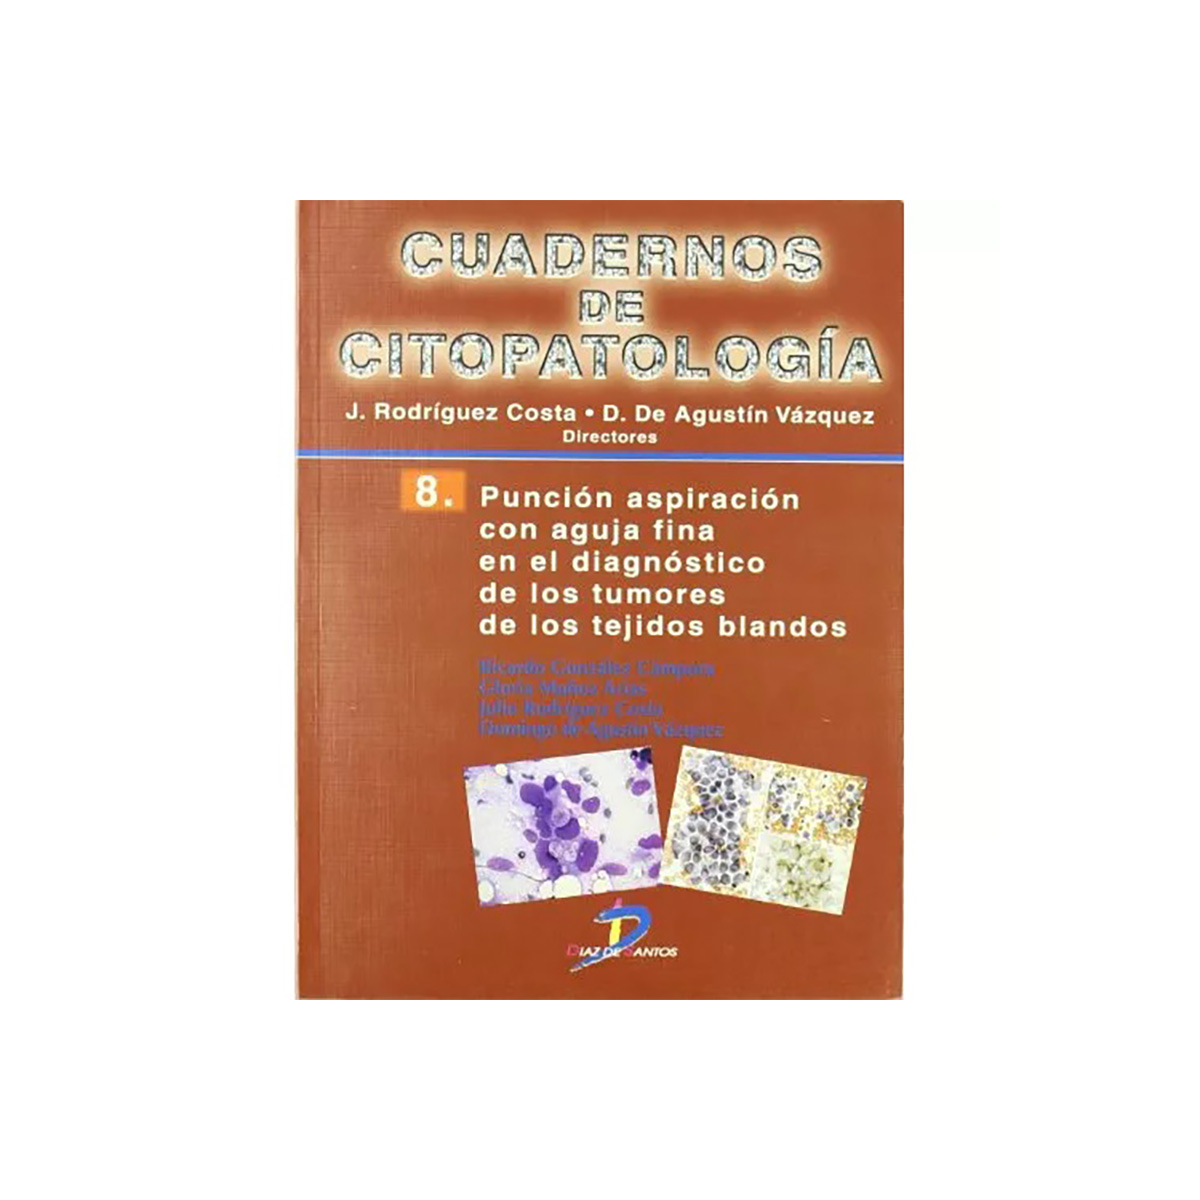 CUADERNOS
DE
CITOPATOLOGÍA
J. Rodríguez Costa • D. De Agustín Vázquez
Directores
8. Punción aspiración
con aguja fina
en el diagnóstico
de los tumores
de los tejidos blandos
Ricardo González Cámpora
Gloria Muñoz Arias
Julio Rodríguez Costa
Domingo de Agustín Vázquez
DIAZ DE SANTOS